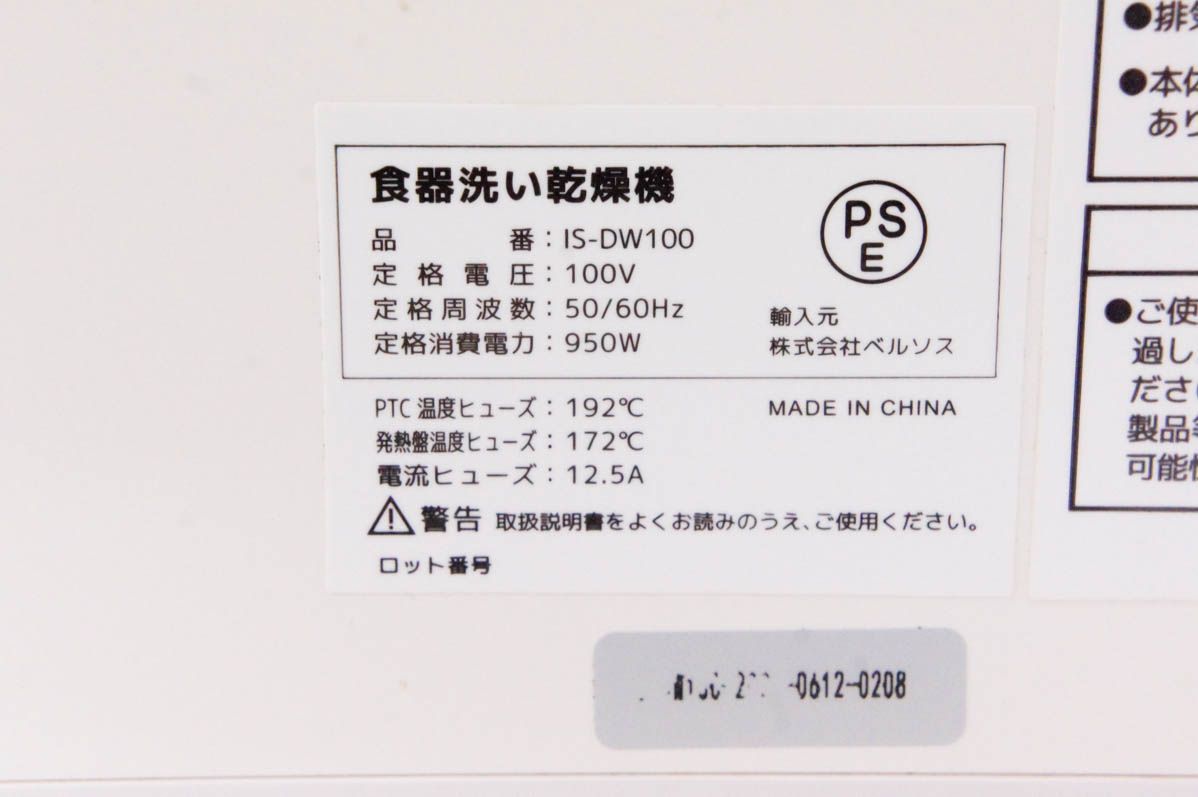 食器洗い乾燥機
品番：IS-DW100
定格電圧：100V
定格周波数：50/60Hz
定格消費電力：950W
PSE
輸入元
株式会社ベルソス
PTC 温度ヒューズ：192℃
発熱盤温度ヒューズ：172℃
電流ヒューズ：12.5A
MADE IN CHINA
警告 取扱説明書をよくお読みのうえ、ご使用ください。
ロット番号
-0612-0208
●排
●本体
あり
●ご使
過し
ださい
製品
可能